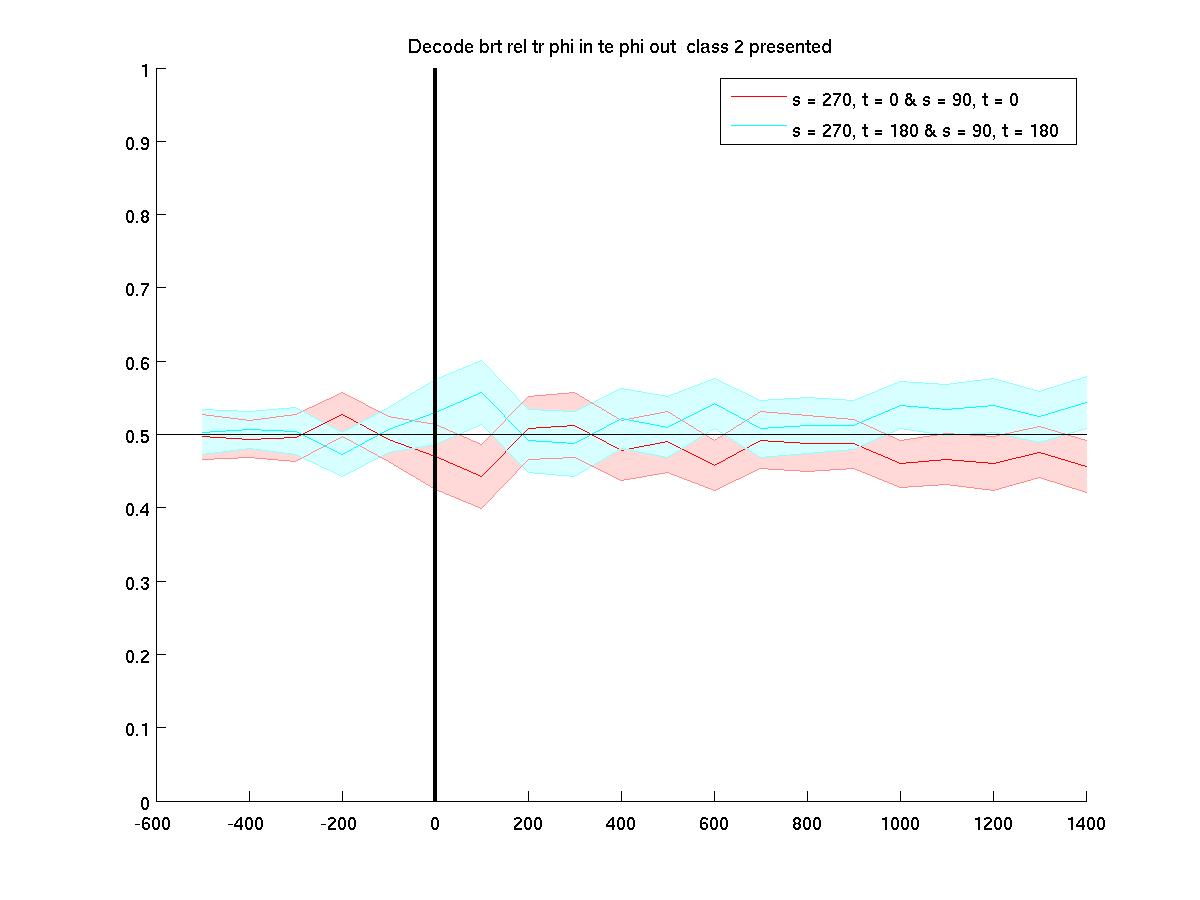 Decode brt rel tr phi in te phi out  class 2 presented
1
s = 270, t = 0 & s = 90, t = 0
s = 270, t = 180 & s = 90, t = 180
0.9
0.8
0.7
0.6
0.5
0.4
0.3
0.2
0.1
0
-600 -400 -200 0 200 400 600 800 1000 1200 1400